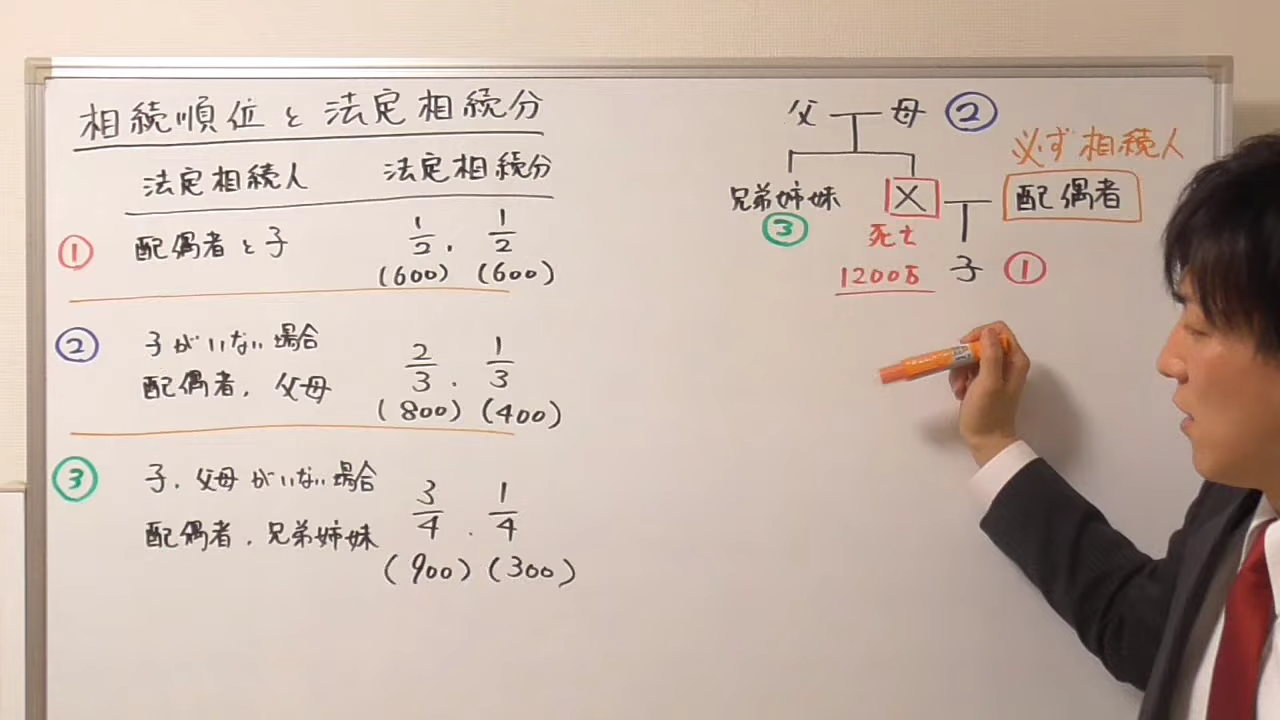 相続順位と法定相続分
法定相続人 法定相続分
① 配偶者と子 1/2, 1/2
(600) (600)
② 子がいない場合
配偶者, 父母 2/3, 1/3
(800) (400)
③ 子, 父母がいない場合
配偶者, 兄弟姉妹 3/4, 1/4
(900) (300)
父 母 ②
必ず相続人
兄弟姉妹 X 配偶者
③ 死亡
1200万 子 ①